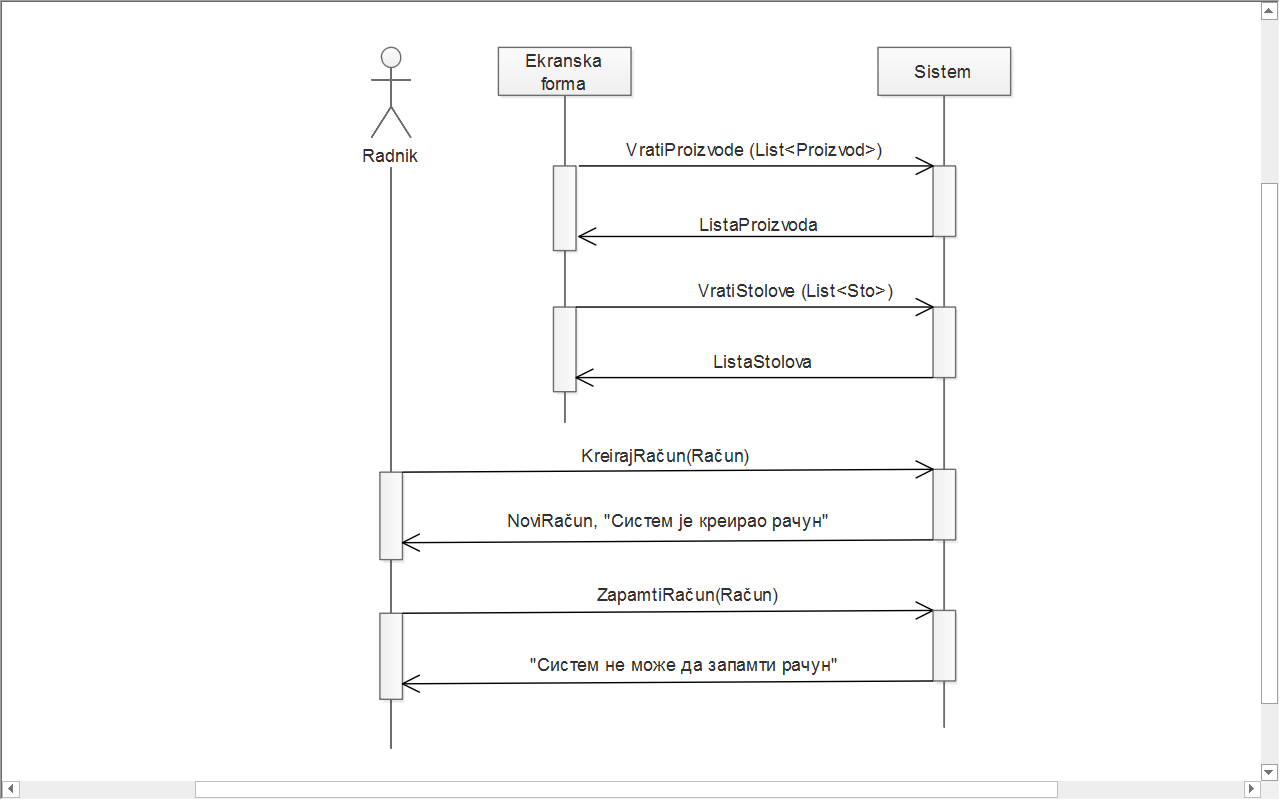 Ekranska
forma
Sistem
Radnik
VratiProizvode (List<Proizvod>)
ListaProizvoda
VratiStolove (List<Sto>)
ListaStolova
KreirajRačun(Račun)
NoviRačun, "Систем је креирао рачун"
ZapamtiRačun(Račun)
"Систем не може да запамти рачун"